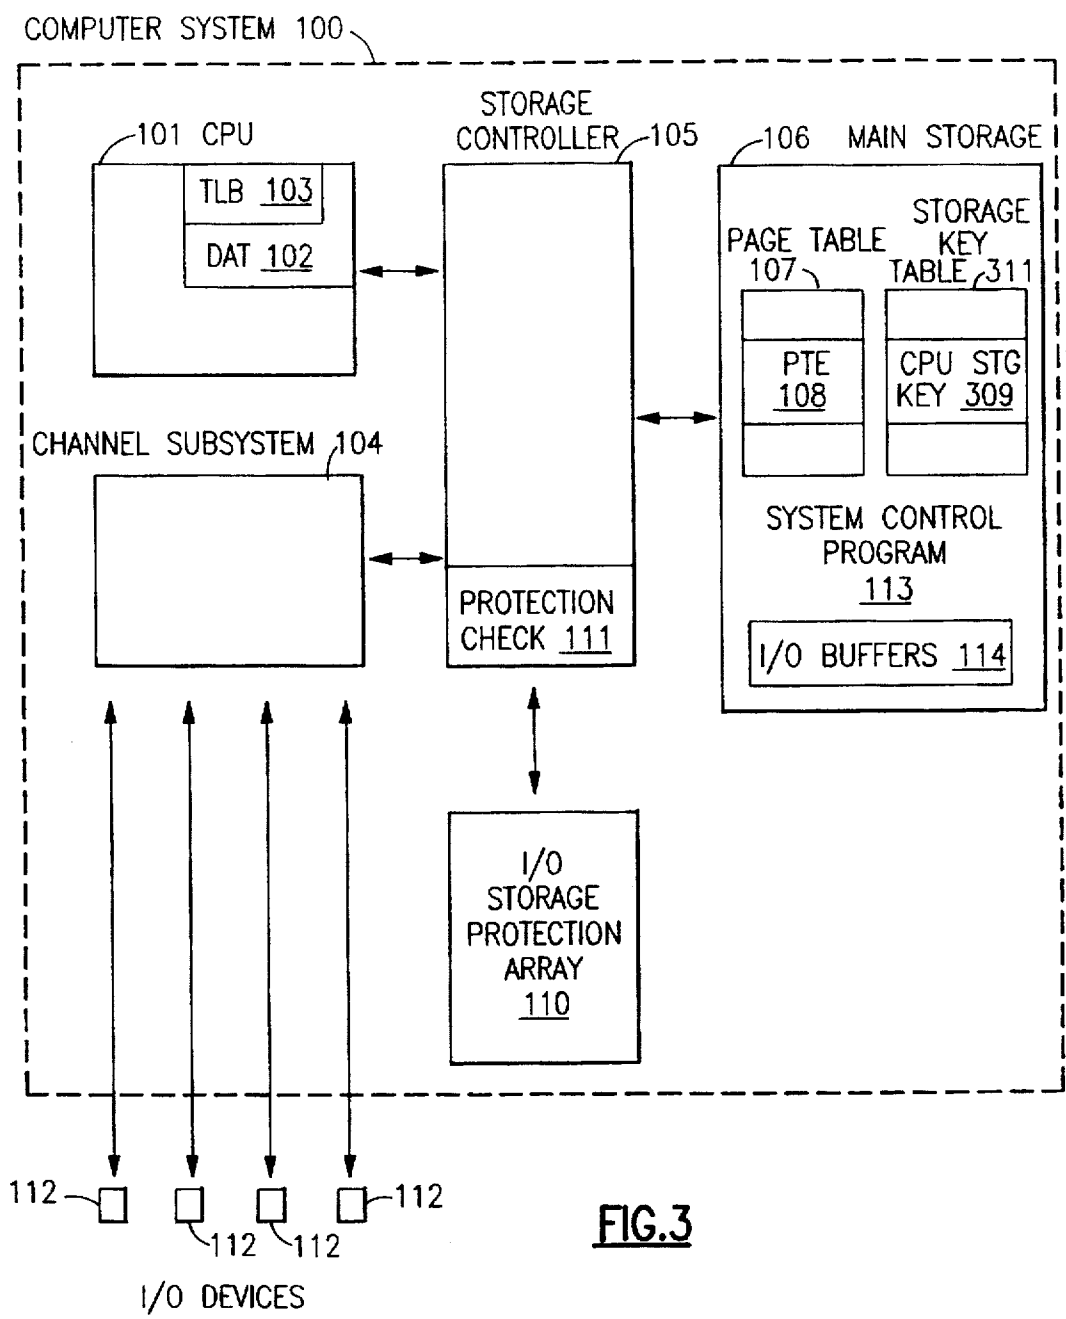 COMPUTER SYSTEM 100
101 CPU
TLB 103
DAT 102
STORAGE
CONTROLLER 105
106 MAIN STORAGE
PAGE TABLE
107
STORAGE
KEY
TABLE 311
PTE
108
CPU STG
KEY 309
CHANNEL SUBSYSTEM 104
SYSTEM CONTROL
PROGRAM
113
PROTECTION
CHECK 111
I/O BUFFERS 114
I/O
STORAGE
PROTECTION
ARRAY
110
112
112
112
112
I/O DEVICES
FIG.3